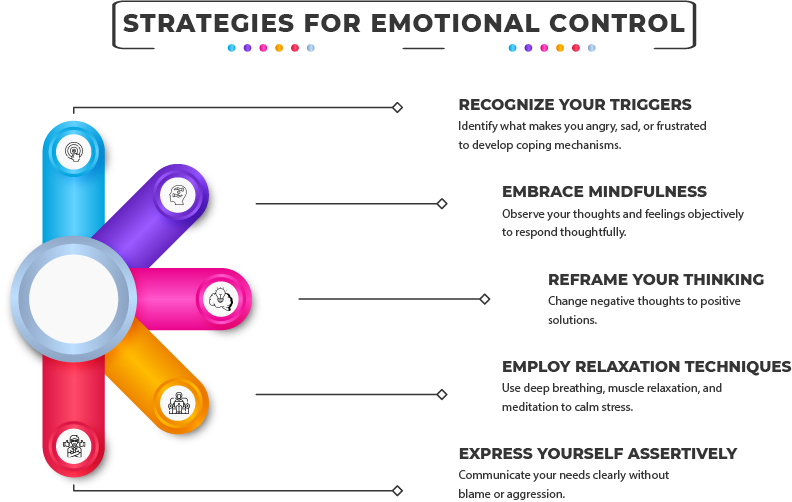 STRATEGIES FOR EMOTIONAL CONTROL
RECOGNIZE YOUR TRIGGERS
Identify what makes you angry, sad, or frustrated
to develop coping mechanisms.
EMBRACE MINDFULNESS
Observe your thoughts and feelings objectively
to respond thoughtfully.
REFRAME YOUR THINKING
Change negative thoughts to positive
solutions.
EMPLOY RELAXATION TECHNIQUES
Use deep breathing, muscle relaxation, and
meditation to calm stress.
EXPRESS YOURSELF ASSERTIVELY
Communicate your needs clearly without
blame or aggression.